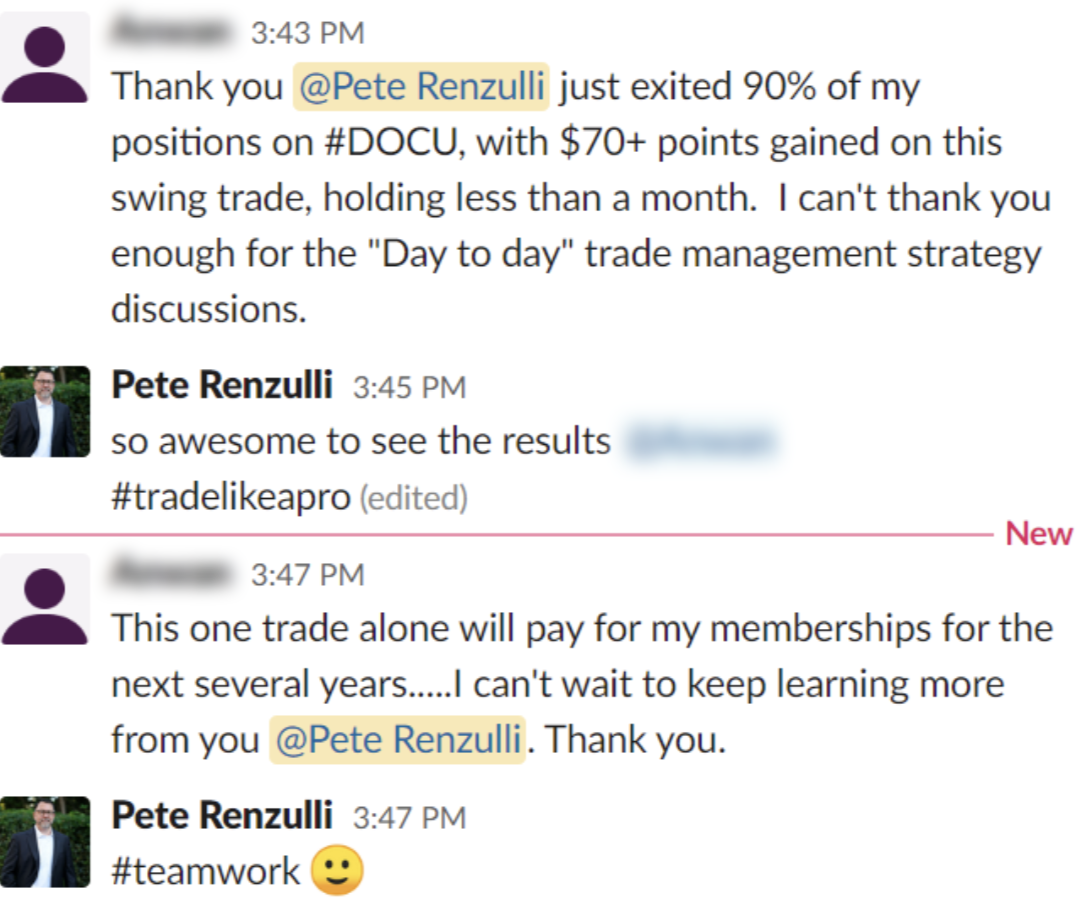 3:43 PM
Thank you @Pete Renzulli just exited 90% of my
positions on #DOCU, with $70+ points gained on this
swing trade, holding less than a month.  I can't thank you
enough for the "Day to day" trade management strategy
discussions.
Pete Renzulli 3:45 PM
so awesome to see the results
#tradelikeapro (edited)
New
3:47 PM
This one trade alone will pay for my memberships for the
next several years.....I can't wait to keep learning more
from you @Pete Renzulli. Thank you.
Pete Renzulli 3:47 PM
#teamwork 🙂